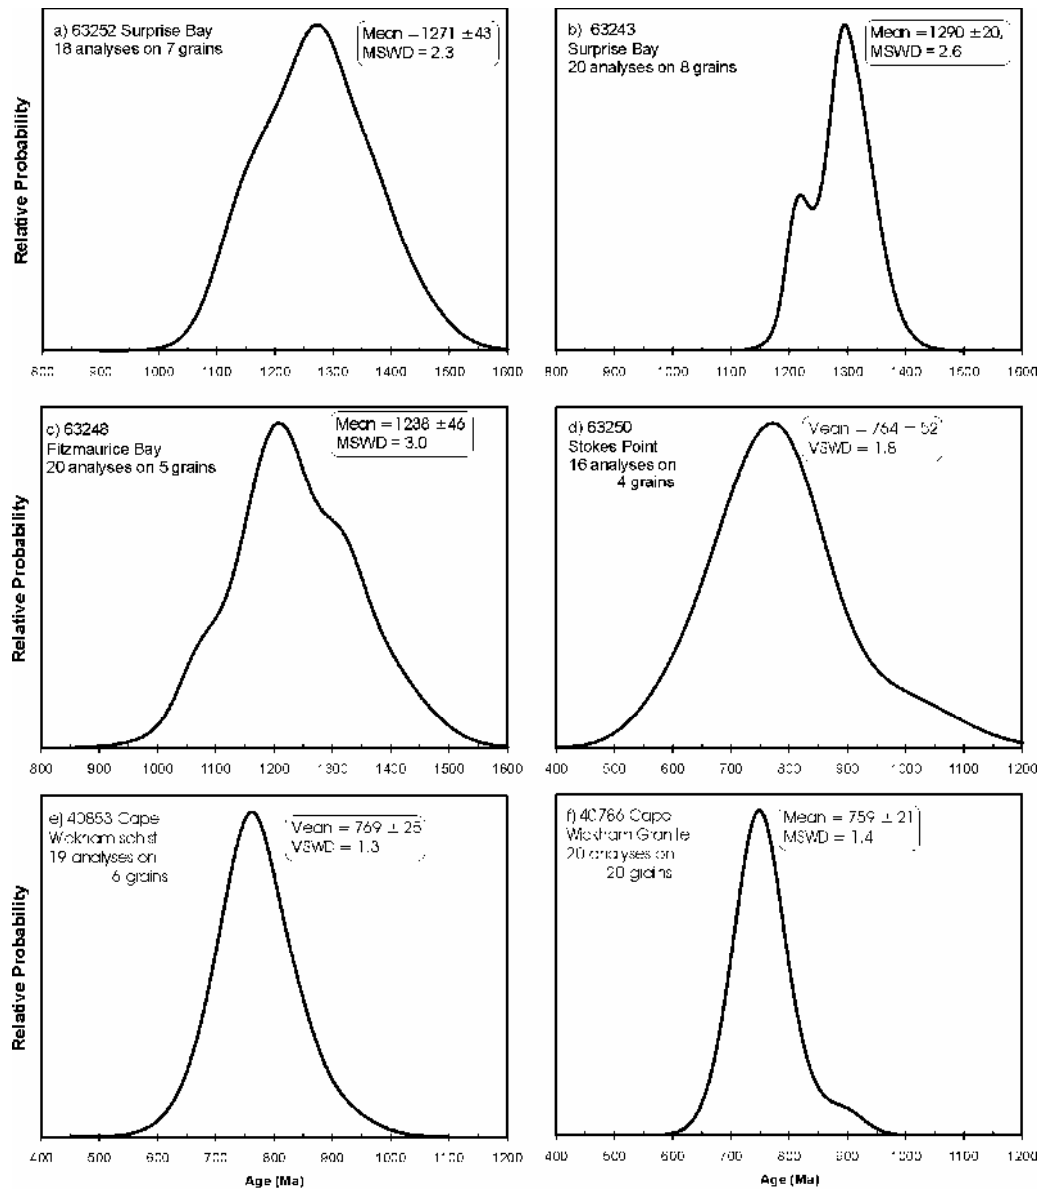 a) 63252 Surprise Bay
18 analyses on 7 grains
Mean = 1271 ±43
MSWD = 2.3
Relative Probability
800 900 1000 1100 1200 1300 1400 1500 1600
b) 63243
Surprise Bay
20 analyses on 8 grains
Mean = 1290 ±20,
MSWD = 2.6
800 900 1000 1100 1200 1300 1400 1500 1600
c) 63248
Fitzmaurice Bay
20 analyses on 5 grains
Mean = 1238 ±46
MSWD = 3.0
Relative Probability
800 900 1000 1100 1200 1300 1400 1500 1600
d) 63250
Stokes Point
16 analyses on
4 grains
Mean = 764 ± 52
MSWD = 1.8
400 500 600 700 800 900 1000 1100 1200
e) 40853 Cape
Wickham schist
19 analyses on
6 grains
Mean = 769 ± 25
MSWD = 1.3
Relative Probability
400 500 600 700 800 900 1000 1100 1200
Age (Ma)
f) 40786 Cape
Wickham Granite
20 analyses on
20 grains
Mean = 759 ± 21
MSWD = 1.4
400 500 600 700 800 900 1000 1100 1200
Age (Ma)